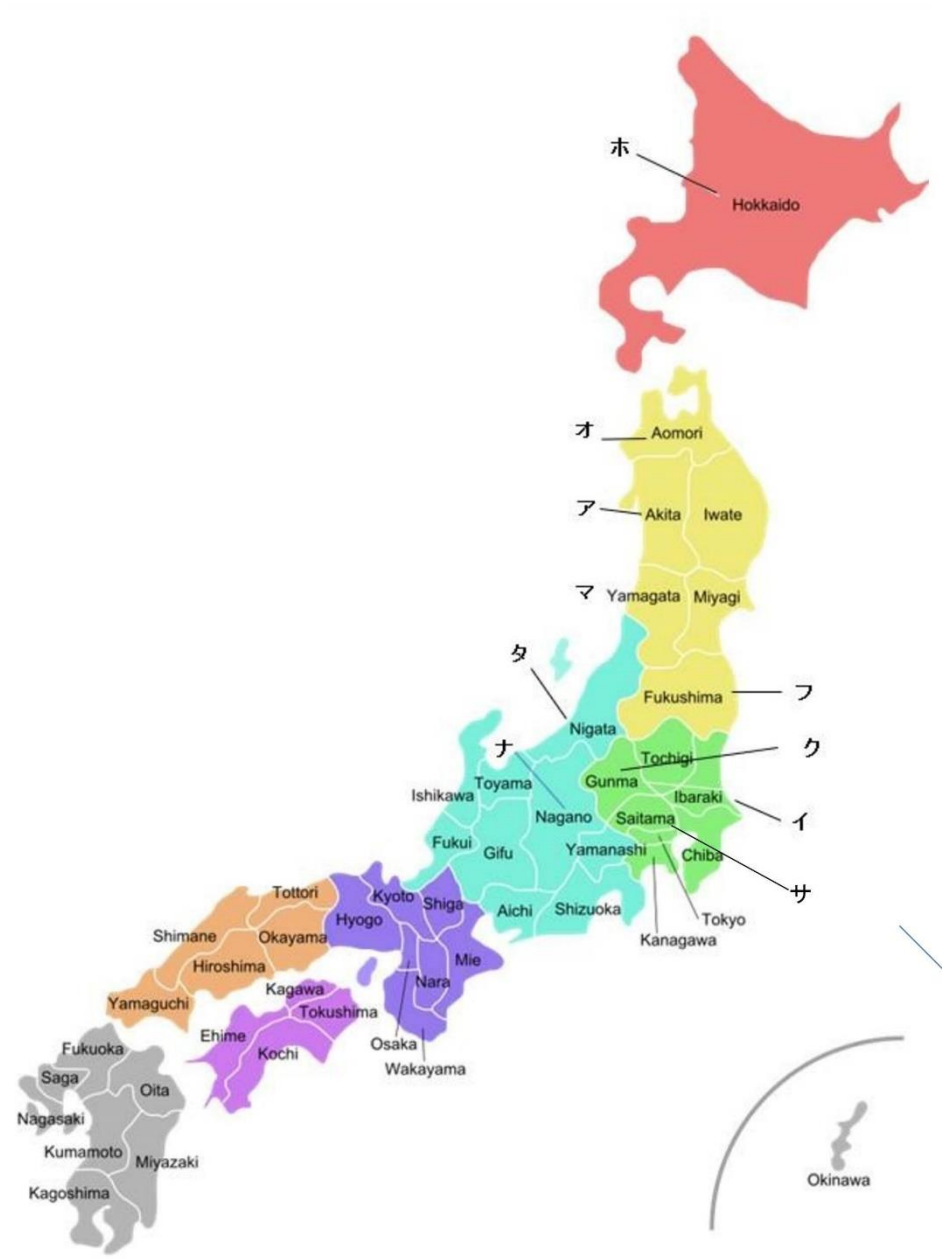 ホ
Hokkaido
オ
Aomori
ア
Akita
Iwate
マ
Yamagata
Miyagi
タ
Fukushima
フ
Nigata
ナ
Tochigi
ク
Toyama
Gunma
Ishikawa
Ibaraki
Nagano
Saitama
イ
Fukui
Gifu
Yamanashi
Chiba
サ
Tottori
Kyoto
Shiga
Hyogo
Aichi
Shizuoka
Tokyo
Kanagawa
Shimane
Okayama
Hiroshima
Mie
Nara
Kagawa
Yamaguchi
Tokushima
Ehime
Osaka
Kochi
Wakayama
Fukuoka
Saga
Oita
Nagasaki
Kumamoto
Miyazaki
Kagoshima
Okinawa